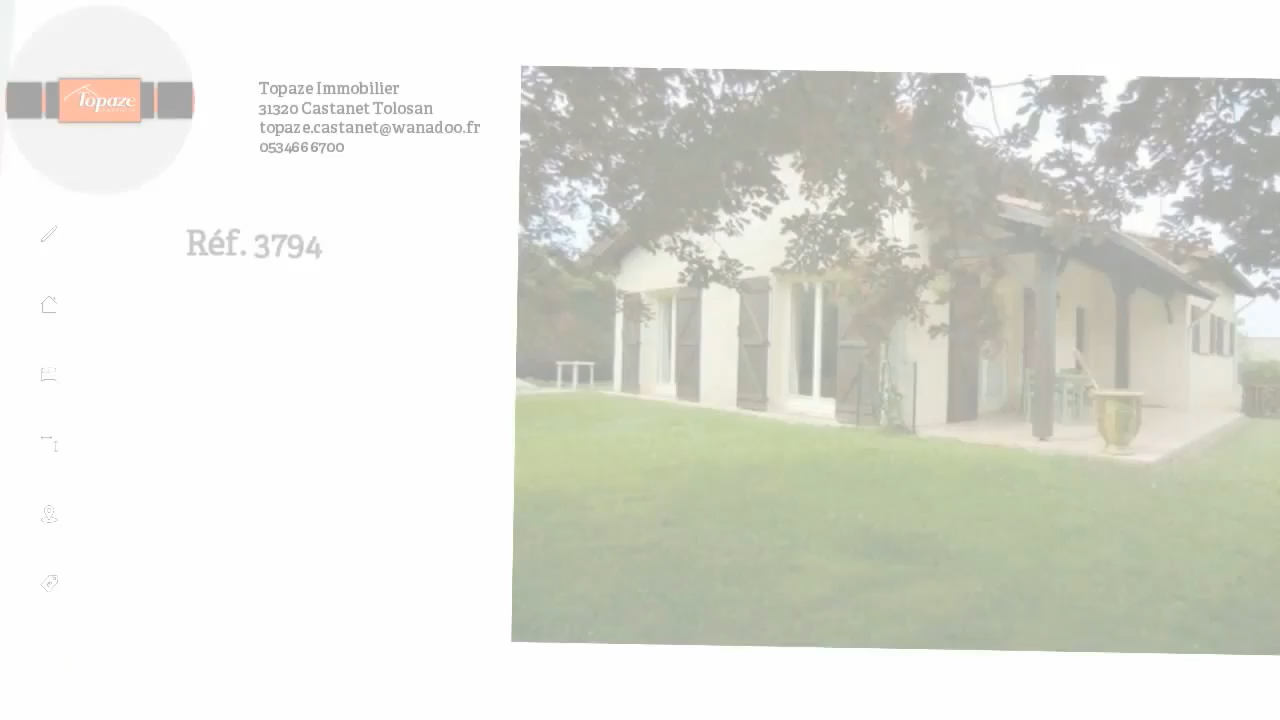 Topaze
Topaze Immobilier
31320 Castanet Tolosan
topaze.castanet@wanadoo.fr
0534666700
Réf. 3794